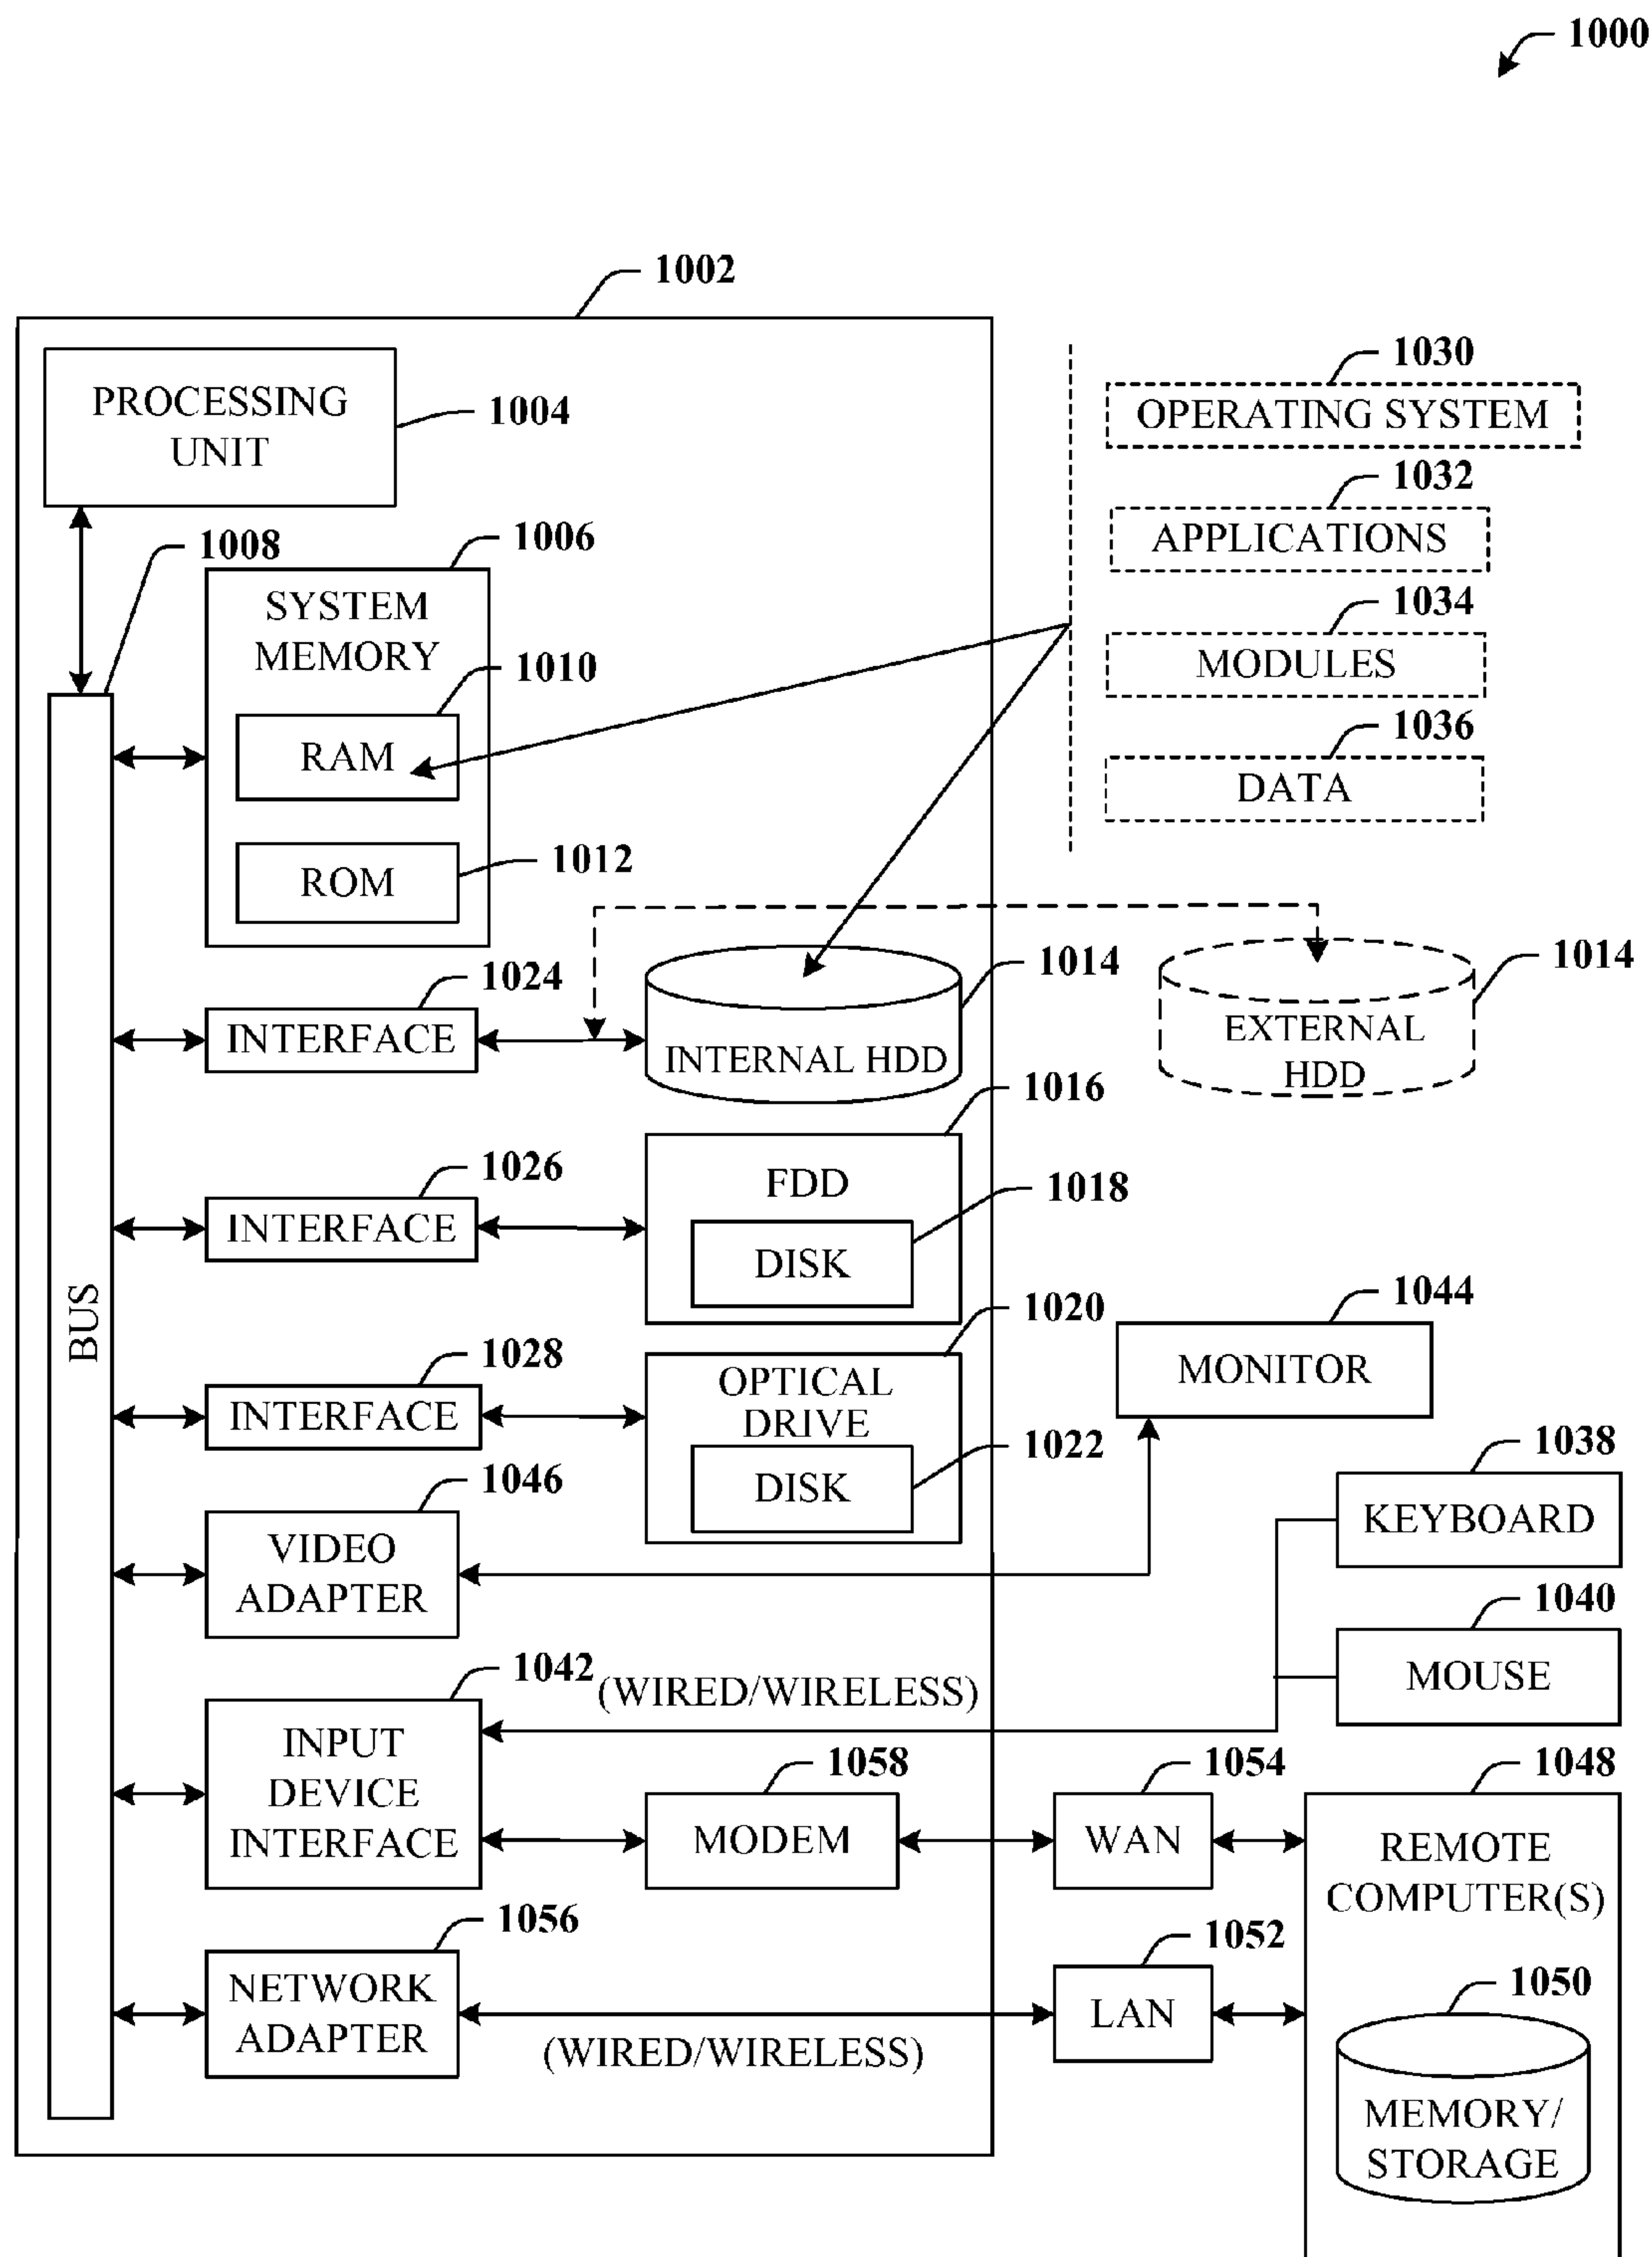 1000
1002
PROCESSING
UNIT
1004
1030
OPERATING SYSTEM
1032
APPLICATIONS
1034
MODULES
1036
DATA
1008
1006
SYSTEM
MEMORY
1010
RAM
1012
ROM
1024
INTERFACE
1014
INTERNAL HDD
1014
EXTERNAL
HDD
1026
INTERFACE
1016
FDD
1018
DISK
BUS
1028
INTERFACE
1020
OPTICAL
DRIVE
1022
DISK
1044
MONITOR
1046
VIDEO
ADAPTER
1038
KEYBOARD
1040
MOUSE
1042
(WIRED/WIRELESS)
INPUT
DEVICE
INTERFACE
1058
MODEM
1054
WAN
1048
REMOTE
COMPUTER(S)
1056
NETWORK
ADAPTER
(WIRED/WIRELESS)
1052
LAN
1050
MEMORY/
STORAGE